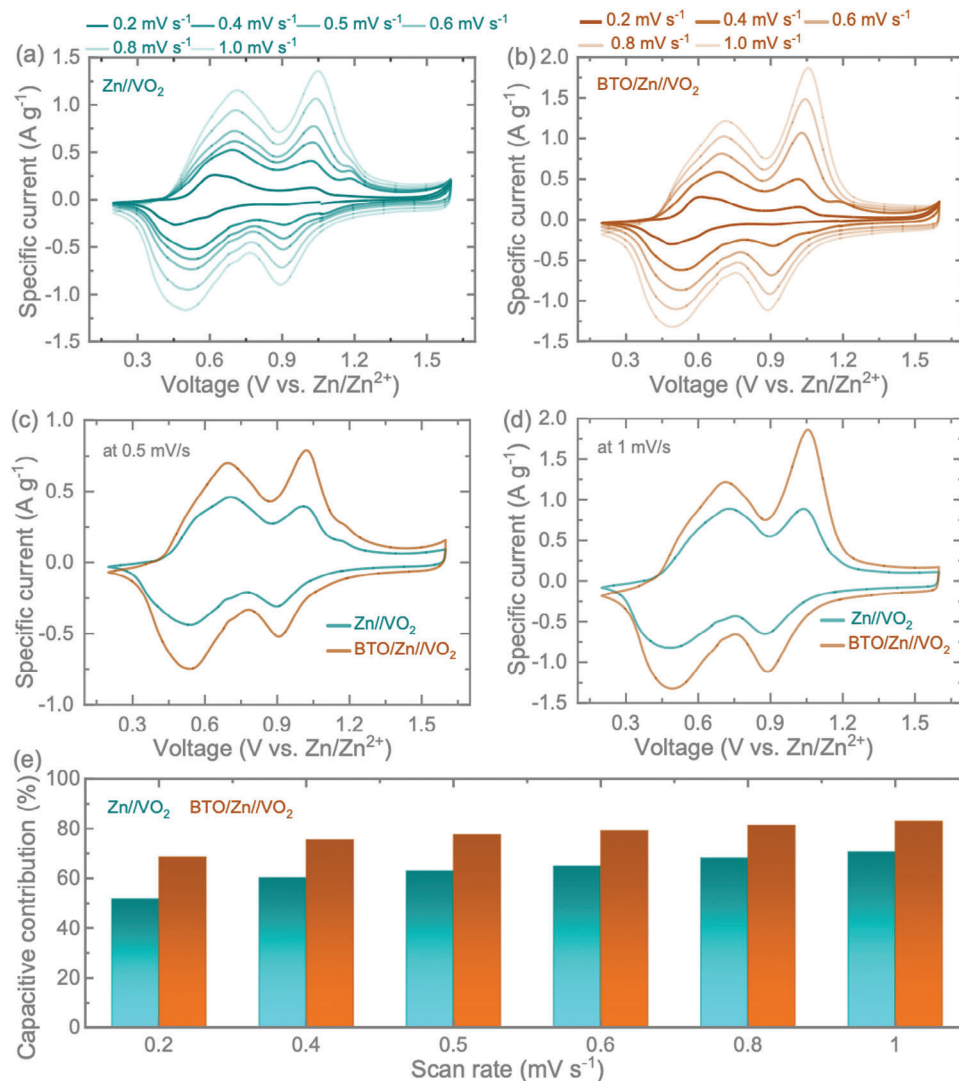 0.2 mV s⁻¹ 0.4 mV s⁻¹ 0.5 mV s⁻¹ 0.6 mV s⁻¹
0.8 mV s⁻¹ 1.0 mV s⁻¹
(a)
Zn//VO₂
1.5
1.0
0.5
0.0
-0.5
-1.0
-1.5
Specific current (A g⁻¹)
0.3 0.6 0.9 1.2 1.5
Voltage (V vs. Zn/Zn²⁺)
0.2 mV s⁻¹ 0.4 mV s⁻¹ 0.6 mV s⁻¹
0.8 mV s⁻¹ 1.0 mV s⁻¹
(b)
BTO/Zn//VO₂
2.0
1.5
1.0
0.5
0.0
-0.5
-1.0
-1.5
Specific current (A g⁻¹)
0.3 0.6 0.9 1.2 1.5
Voltage (V vs. Zn/Zn²⁺)
(c)
at 0.5 mV/s
1.0
0.5
0.0
-0.5
-1.0
Specific current (A g⁻¹)
Zn//VO₂
BTO/Zn//VO₂
0.3 0.6 0.9 1.2 1.5
Voltage (V vs. Zn/Zn²⁺)
(d)
at 1 mV/s
2.0
1.5
1.0
0.5
0.0
-0.5
-1.0
-1.5
Specific current (A g⁻¹)
Zn//VO₂
BTO/Zn//VO₂
0.3 0.6 0.9 1.2 1.5
Voltage (V vs. Zn/Zn²⁺)
(e)
Zn//VO₂ BTO/Zn//VO₂
100
80
60
40
20
0
Capacitive contribution (%)
0.2 0.4 0.5 0.6 0.8 1
Scan rate (mV s⁻¹)